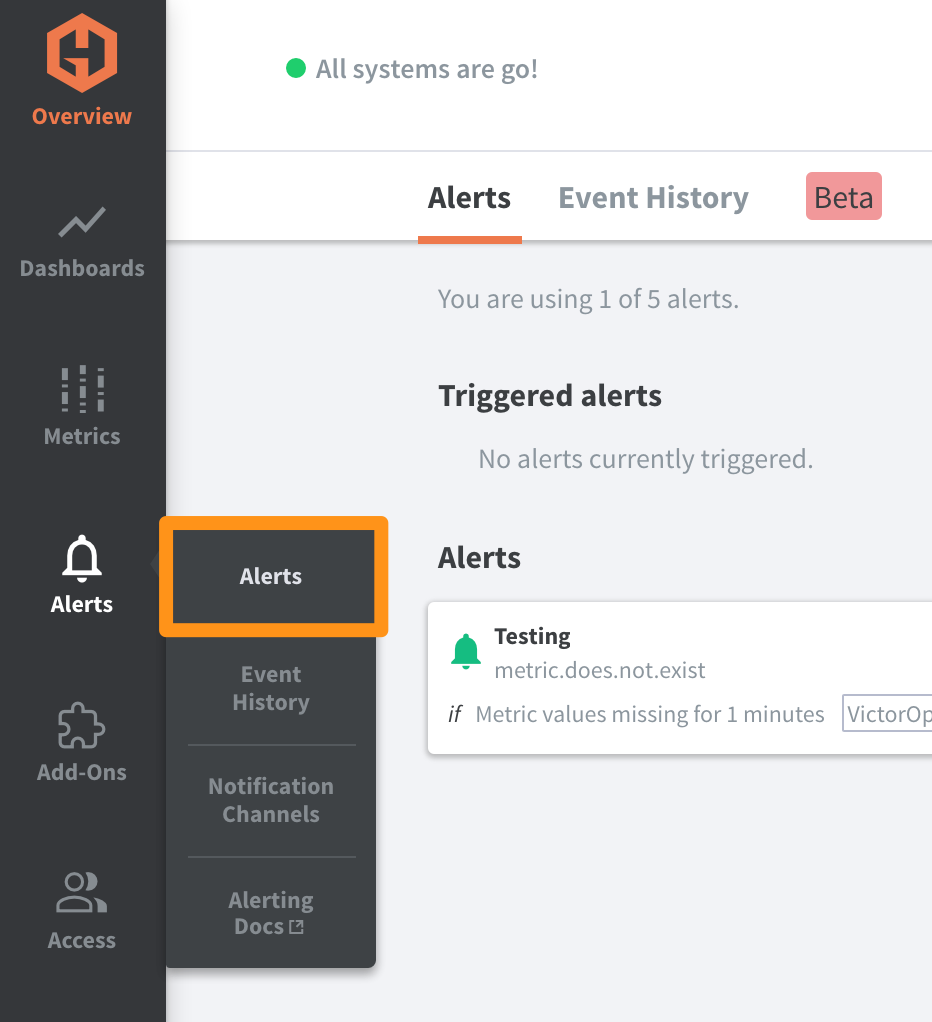 Overview
Dashboards
Metrics
Alerts
Add-Ons
Access
Alerts
Event
History
Notification
Channels
Alerting
Docs
All systems are go!
Alerts Event History Beta
You are using 1 of 5 alerts.
Triggered alerts
No alerts currently triggered.
Alerts
Testing
metric.does.not.exist
if Metric values missing for 1 minutes VictorOp